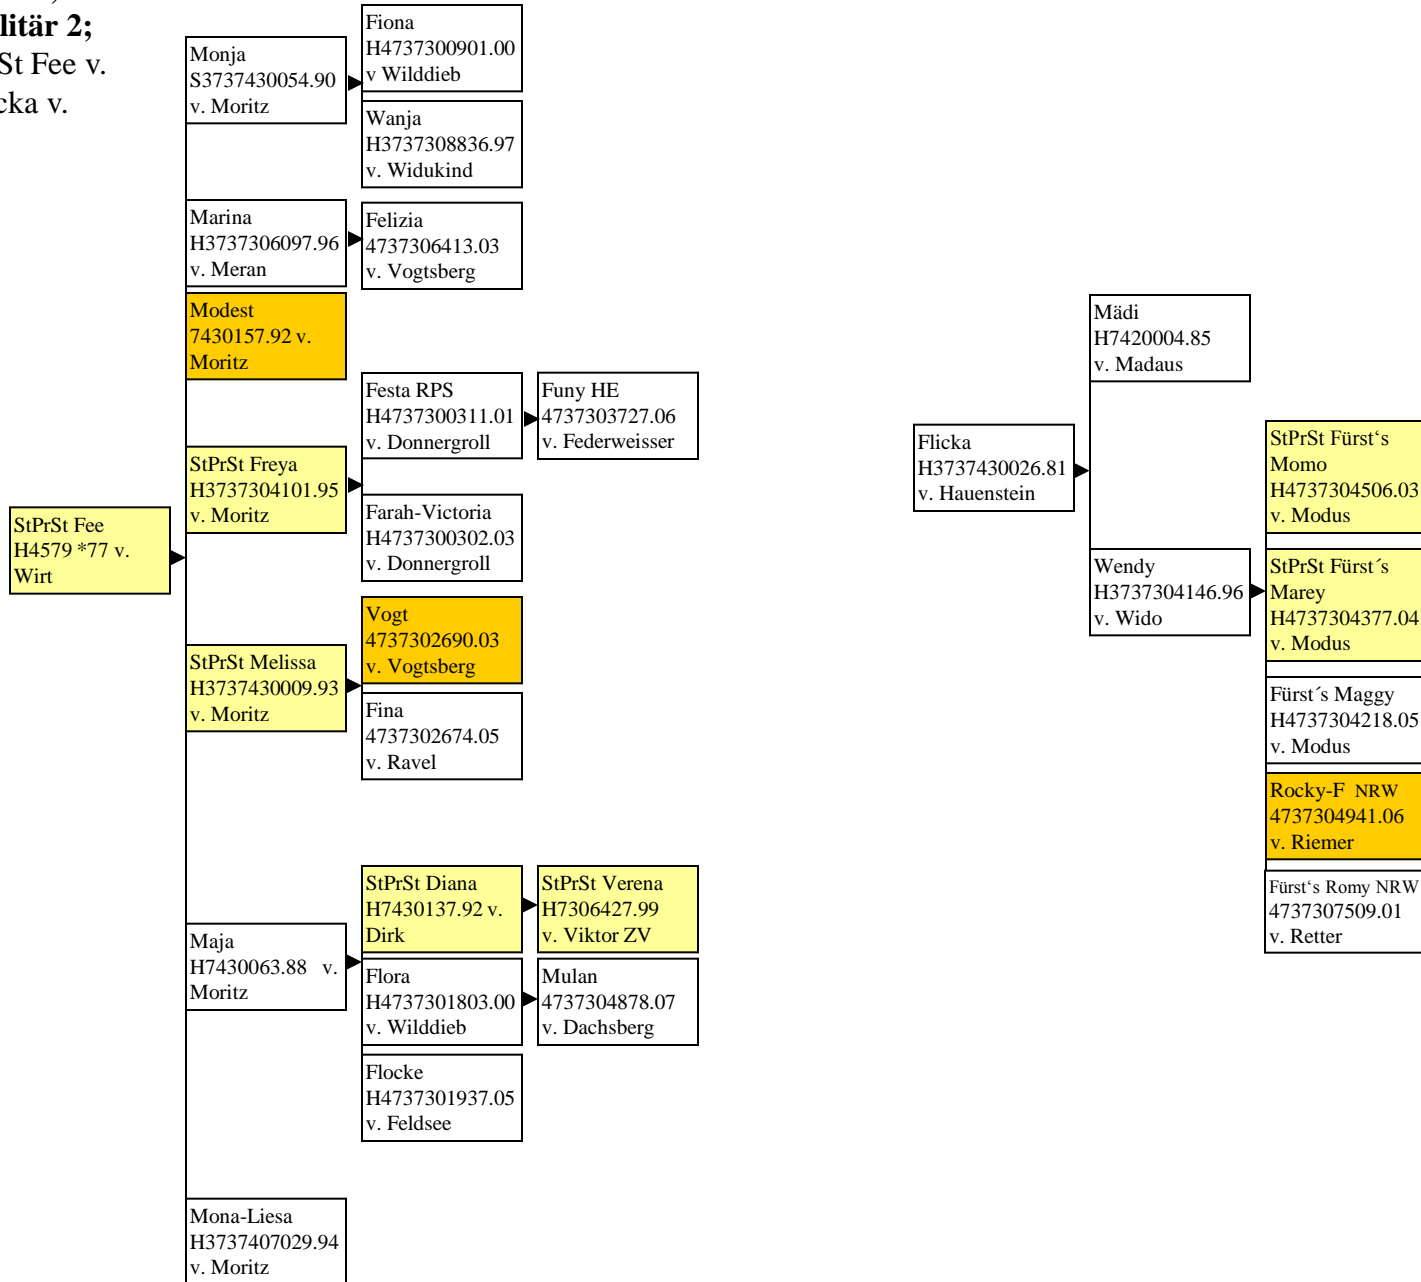 litär 2;
St Fee v.
cka v.
StPrSt Fee
H4579 *77 v.
Wirt
Monja
S3737430054.90
v. Moritz
Fiona
H4737300901.00
v Wilddieb
Wanja
H3737308836.97
v. Widukind
Marina
H3737306097.96
v. Meran
Felizia
4737306413.03
v. Vogtsberg
Modest
7430157.92 v.
Moritz
StPrSt Freya
H3737304101.95
v. Moritz
Festa RPS
H4737300311.01
v. Donnergroll
Funy HE
4737303727.06
v. Federweisser
Farah-Victoria
H4737300302.03
v. Donnergroll
StPrSt Melissa
H3737430009.93
v. Moritz
Vogt
4737302690.03
v. Vogtsberg
Fina
4737302674.05
v. Ravel
Maja
H7430063.88 v.
Moritz
StPrSt Diana
H7430137.92 v.
Dirk
StPrSt Verena
H7306427.99
v. Viktor ZV
Flora
H4737301803.00
v. Wilddieb
Mulan
4737304878.07
v. Dachsberg
Flocke
H4737301937.05
v. Feldsee
Mona-Liesa
H3737407029.94
v. Moritz
Flicka
H3737430026.81
v. Hauenstein
Mädi
H7420004.85
v. Madaus
Wendy
H3737304146.96
v. Wido
StPrSt Fürst‘s
Momo
H4737304506.03
v. Modus
StPrSt Fürst´s
Marey
H4737304377.04
v. Modus
Fürst´s Maggy
H4737304218.05
v. Modus
Rocky-F NRW
4737304941.06
v. Riemer
Fürst‘s Romy NRW
4737307509.01
v. Retter